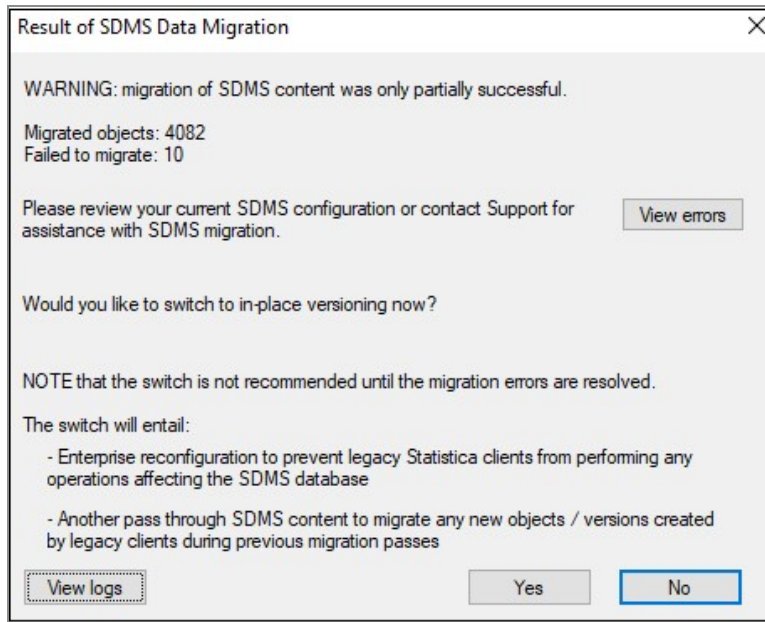 Result of SDMS Data Migration
WARNING: migration of SDMS content was only partially successful.
Migrated objects: 4082
Failed to migrate: 10
Please review your current SDMS configuration or contact Support for
assistance with SDMS migration.
View errors
Would you like to switch to in-place versioning now?
NOTE that the switch is not recommended until the migration errors are resolved.
The switch will entail:
- Enterprise reconfiguration to prevent legacy Statistica clients from performing any
operations affecting the SDMS database
- Another pass through SDMS content to migrate any new objects / versions created
by legacy clients during previous migration passes
View logs
Yes
No